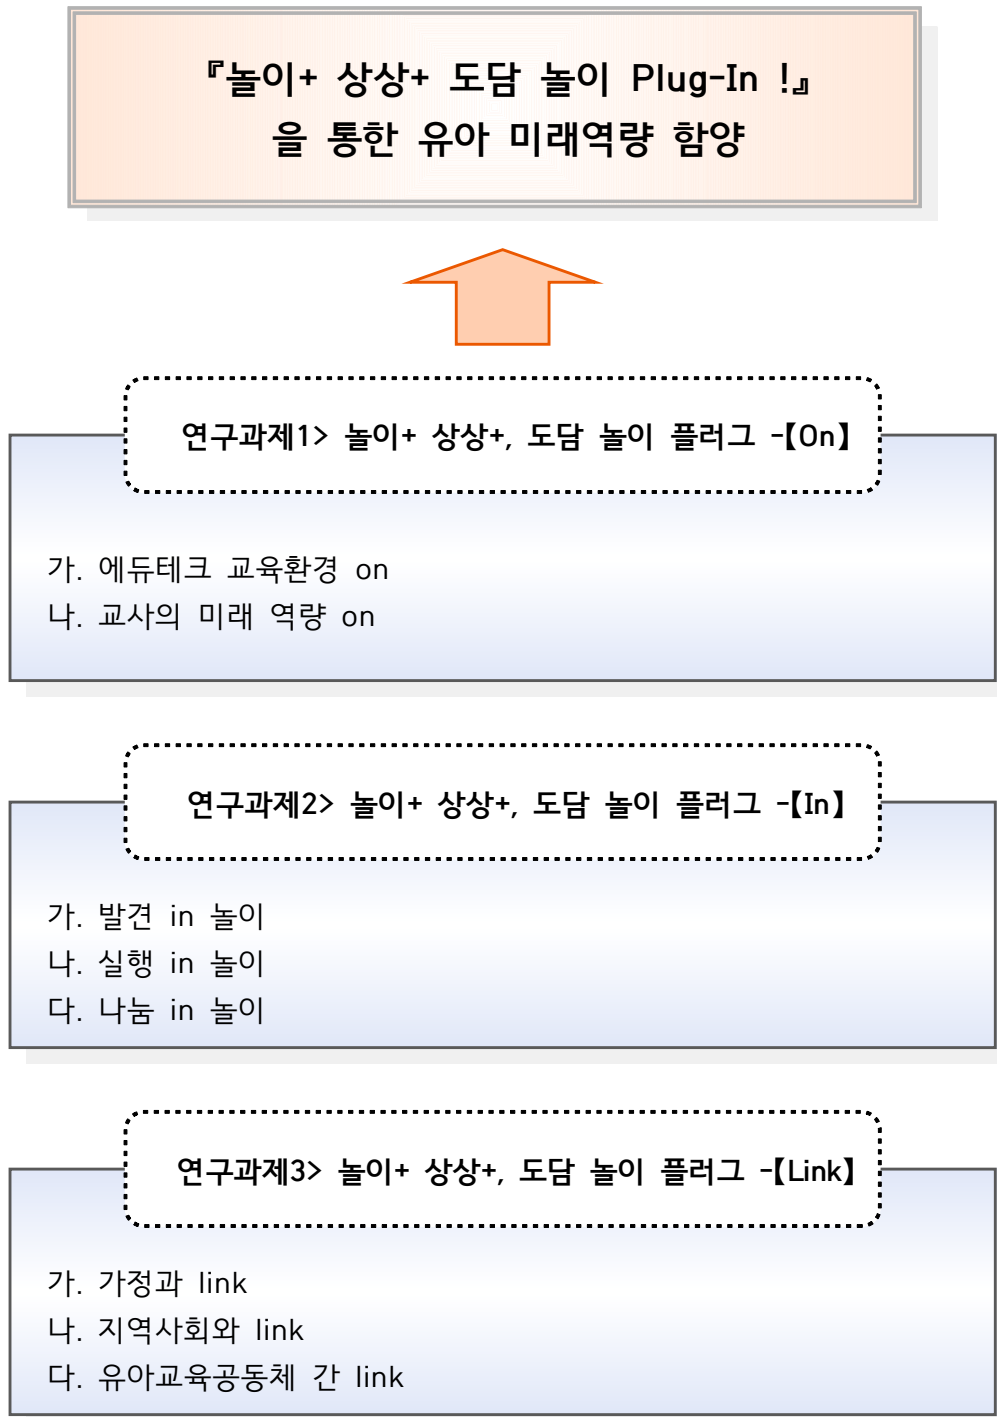 『놀이+ 상상+ 도담 놀이 Plug-In !』
을 통한 유아 미래역량 함양
연구과제1> 놀이+ 상상+, 도담 놀이 플러그 -【On】
가. 에듀테크 교육환경 on
나. 교사의 미래 역량 on
연구과제2> 놀이+ 상상+, 도담 놀이 플러그 -【In】
가. 발견 in 놀이
나. 실행 in 놀이
다. 나눔 in 놀이
연구과제3> 놀이+ 상상+, 도담 놀이 플러그 -【Link】
가. 가정과 link
나. 지역사회와 link
다. 유아교육공동체 간 link